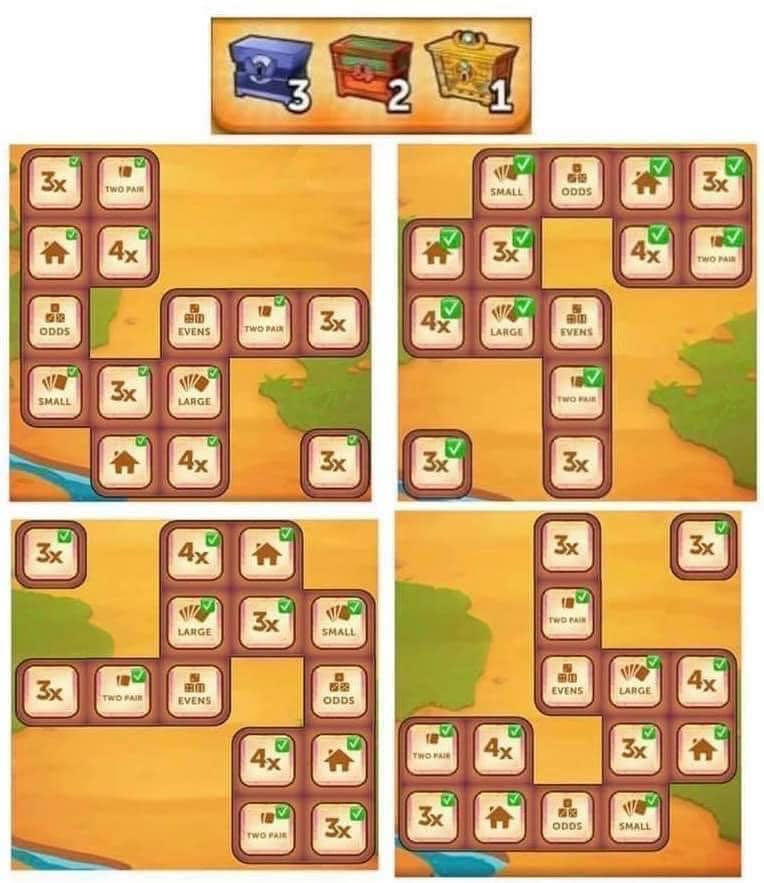 3 2 1
3x TWO PAIR
4x
ODDS EVENS TWO PAIR 3x
SMALL 3x LARGE
4x 3x
SMALL ODDS 3x
3x 4x TWO PAIR
4x LARGE EVENS
TWO PAIR
3x 3x
3x 4x
LARGE 3x SMALL
3x TWO PAIR EVENS ODDS
4x
TWO PAIR 3x
3x 3x
TWO PAIR
EVENS LARGE 4x
TWO PAIR 4x 3x
3x ODDS SMALL